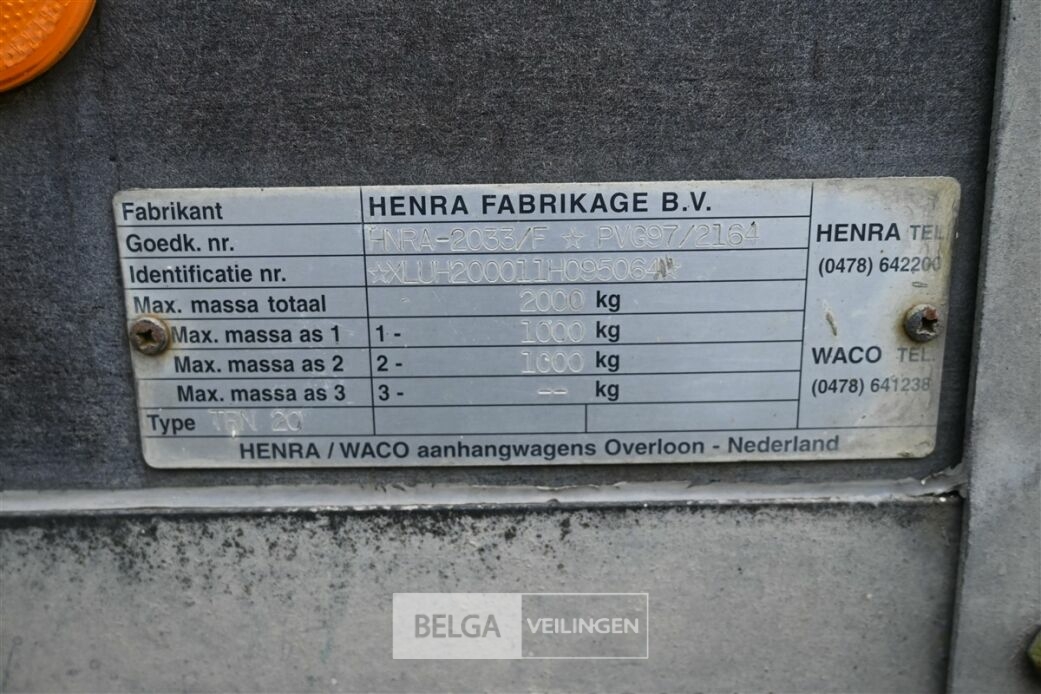 Fabrikant HENRA FABRIKAGE B.V.
Goedk. nr. HNRA-2033/F ☆ PVG97/2164
Identificatie nr. ☆XLUH200011H095064☆
Max. massa totaal 2000 kg
Max. massa as 1 1 - 1000 kg
Max. massa as 2 2 - 1000 kg
Max. massa as 3 3 - -- kg
Type 20
HENRA TEL.
(0478) 642200
WACO TEL.
(0478) 641238
HENRA / WACO aanhangwagens Overloon - Nederland
BELGA VEILINGEN